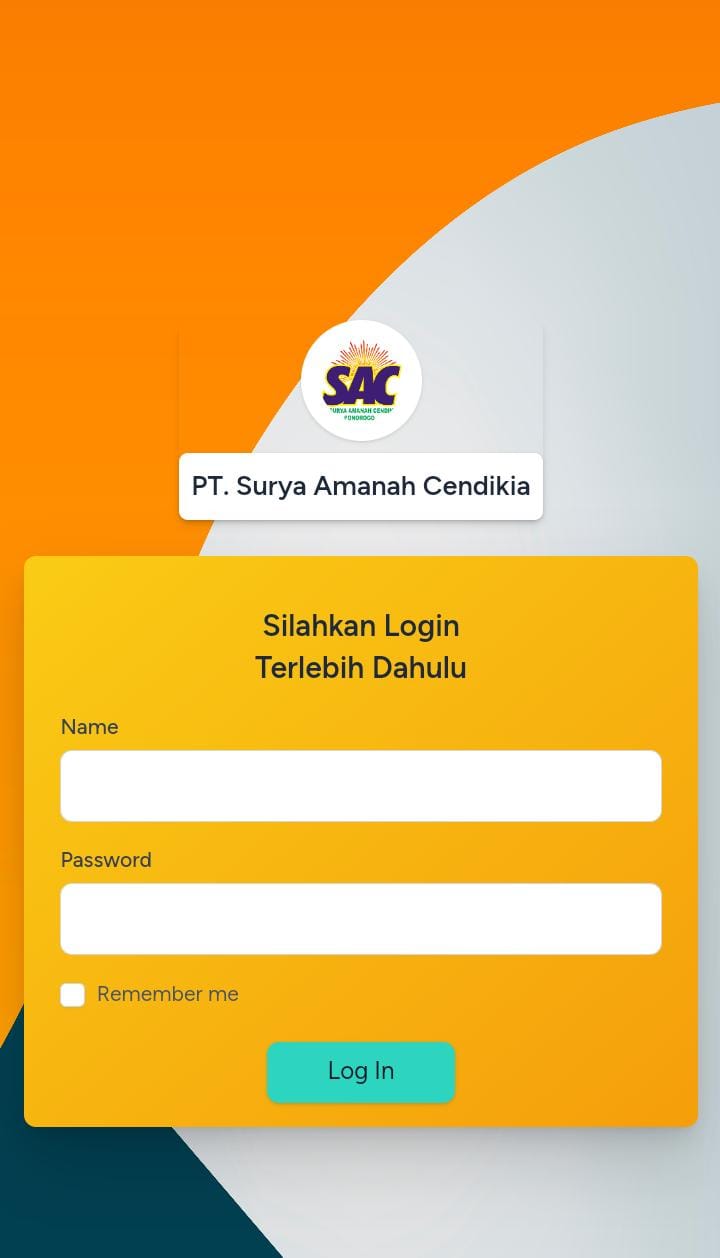 SAC
SURYA AMANAH CENDIKIA
PONOROGO
PT. Surya Amanah Cendikia
Silahkan Login
Terlebih Dahulu
Name
Password
Remember me
Log In